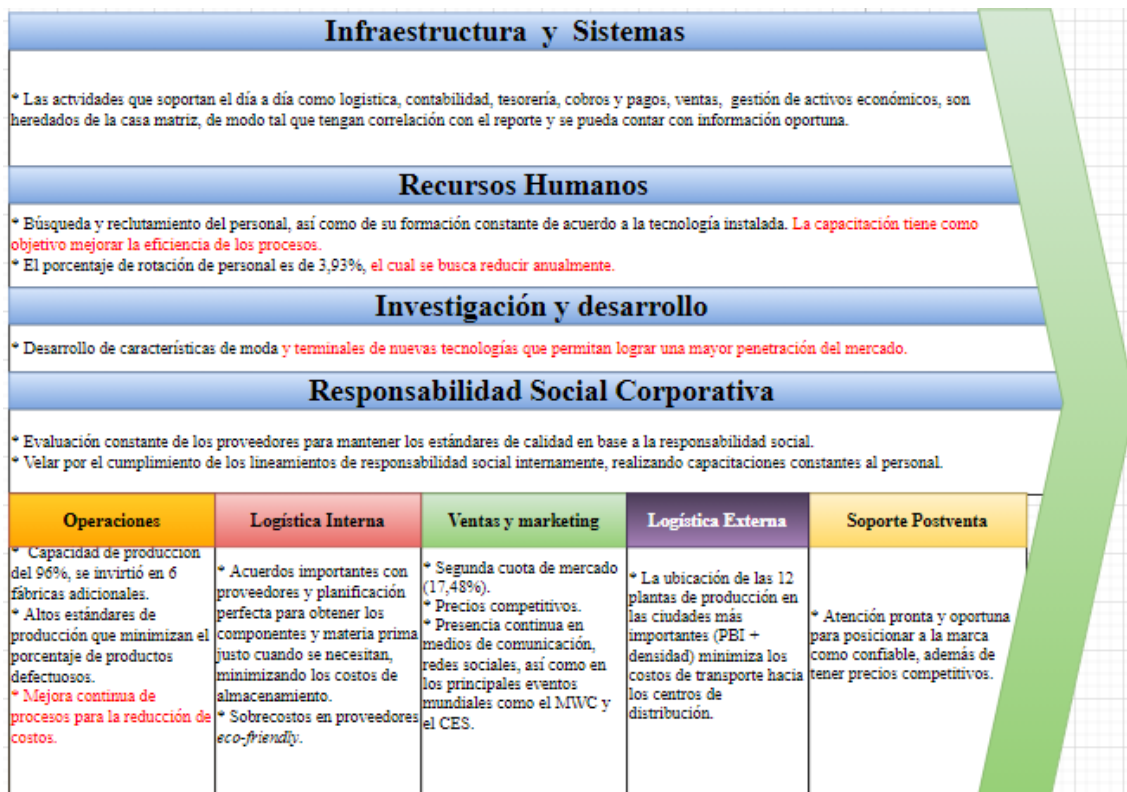 Infraestructura y Sistemas
* Las actvidades que soportan el día a día como logistica, contabilidad, tesorería, cobros y pagos, ventas, gestión de activos económicos, son
heredados de la casa matriz, de modo tal que tengan correlación con el reporte y se pueda contar con información oportuna.
Recursos Humanos
* Búsqueda y reclutamiento del personal, así como de su formación constante de acuerdo a la tecnología instalada. La capacitación tiene como
objetivo mejorar la eficiencia de los procesos.
* El porcentaje de rotación de personal es de 3,93%, el cual se busca reducir anualmente.
Investigación y desarrollo
* Desarrollo de características de moda y terminales de nuevas tecnologías que permitan lograr una mayor penetración del mercado.
Responsabilidad Social Corporativa
* Evaluación constante de los proveedores para mantener los estándares de calidad en base a la responsabilidad social.
* Velar por el cumplimiento de los lineamientos de responsabilidad social internamente, realizando capacitaciones constantes al personal.
Operaciones
* Capacidad de producción
del 96%, se invirtió en 6
fábricas adicionales.
* Altos estándares de
producción que minimizan el
porcentaje de productos
defectuosos.
* Mejora continua de
procesos para la reducción de
costos.
Logística Interna
* Acuerdos importantes con
proveedores y planificación
perfecta para obtener los
componentes y materia prima
justo cuando se necesitan,
minimizando los costos de
almacenamiento.
* Sobrecostos en proveedores
eco-friendly.
Ventas y marketing
* Segunda cuota de mercado
(17,48%).
* Precios competitivos.
* Presencia continua en
medios de comunicación,
redes sociales, así como en
los principales eventos
mundiales como el MWC y
el CES.
Logística Externa
* La ubicación de las 12
plantas de producción en
las ciudades más
importantes (PBI +
densidad) minimiza los
costos de transporte hacia
los centros de
distribución.
Soporte Postventa
* Atención pronta y oportuna
para posicionar a la marca
como confiable, además de
tener precios competitivos.